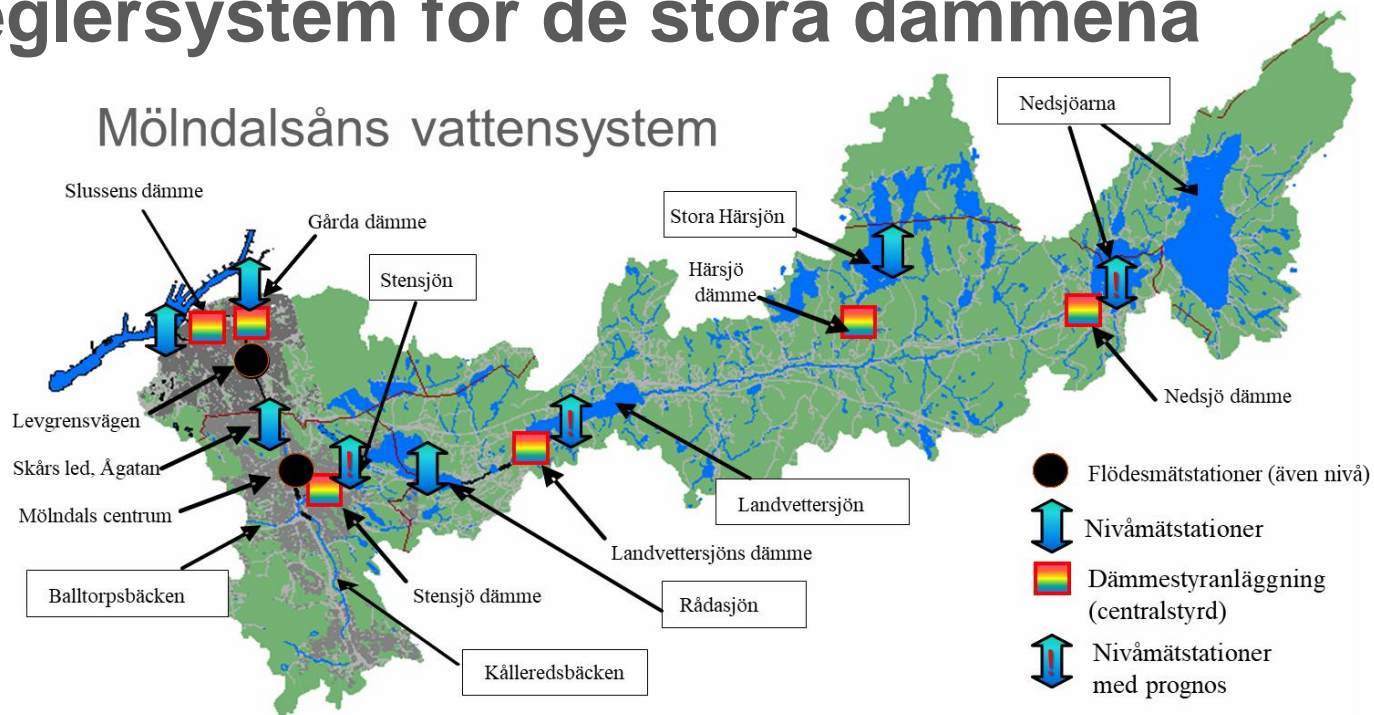 eglersystem för de stora dammena
Mölndalsåns vattensystem
Nedsjöarna
Slussens dämme
Gårda dämme
Stora Härsjön
Stensjön
Härsjö
dämme
Nedsjö dämme
Levgrensvägen
Skårs led, Ågatan
Mölndals centrum
Landvettersjön
Landvettersjöns dämme
Balltorpsbäcken
Stensjö dämme
Rådasjön
Kålleredsbäcken
Flödesmätstationer (även nivå)
Nivåmätstationer
Dämmestyranläggning
(centralstyrd)
Nivåmätstationer
med prognos